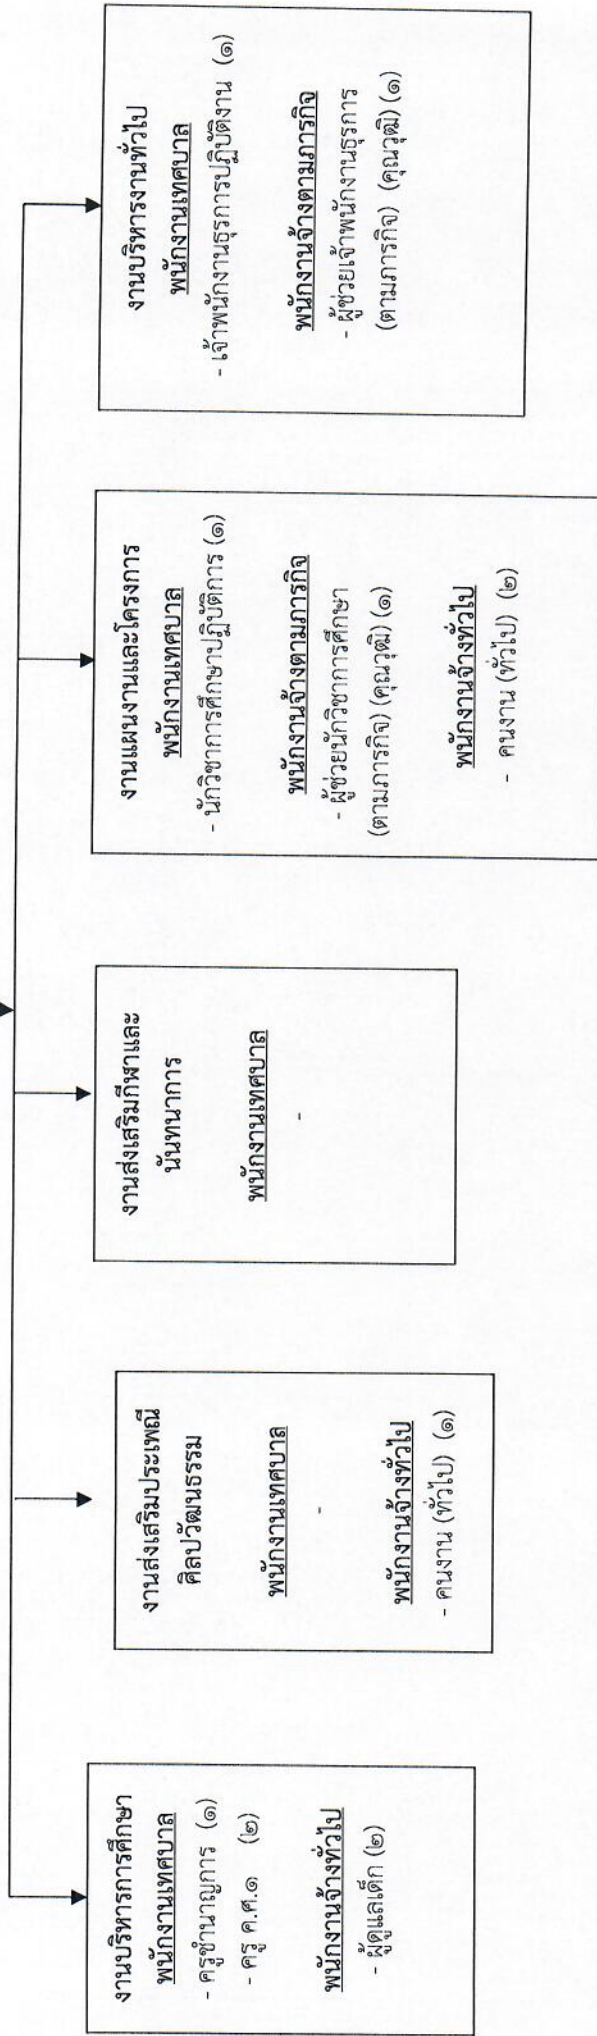 งานบริหารการศึกษา
พนักงานเทศบาล
- ครูชำนาญการ (๑)
- ครู ค.ศ.๑ (๒)
พนักงานจ้างทั่วไป
- ผู้ดูแลเด็ก (๒)
งานส่งเสริมประเพณี
ศิลปวัฒนธรรม
พนักงานเทศบาล
-
พนักงานจ้างทั่วไป
- คนงาน (ทั่วไป) (๑)
งานส่งเสริมกีฬาและ
นันทนาการ
พนักงานเทศบาล
-
งานแผนงานและโครงการ
พนักงานเทศบาล
- นักวิชาการศึกษาปฏิบัติการ (๑)
พนักงานจ้างตามภารกิจ
- ผู้ช่วยนักวิชาการศึกษา
(ตามภารกิจ) (คุณวุฒิ) (๑)
พนักงานจ้างทั่วไป
- คนงาน (ทั่วไป) (๒)
งานบริหารงานทั่วไป
พนักงานเทศบาล
- เจ้าพนักงานธุรการปฏิบัติงาน (๑)
พนักงานจ้างตามภารกิจ
- ผู้ช่วยเจ้าพนักงานธุรการ
(ตามภารกิจ) (คุณวุฒิ) (๑)